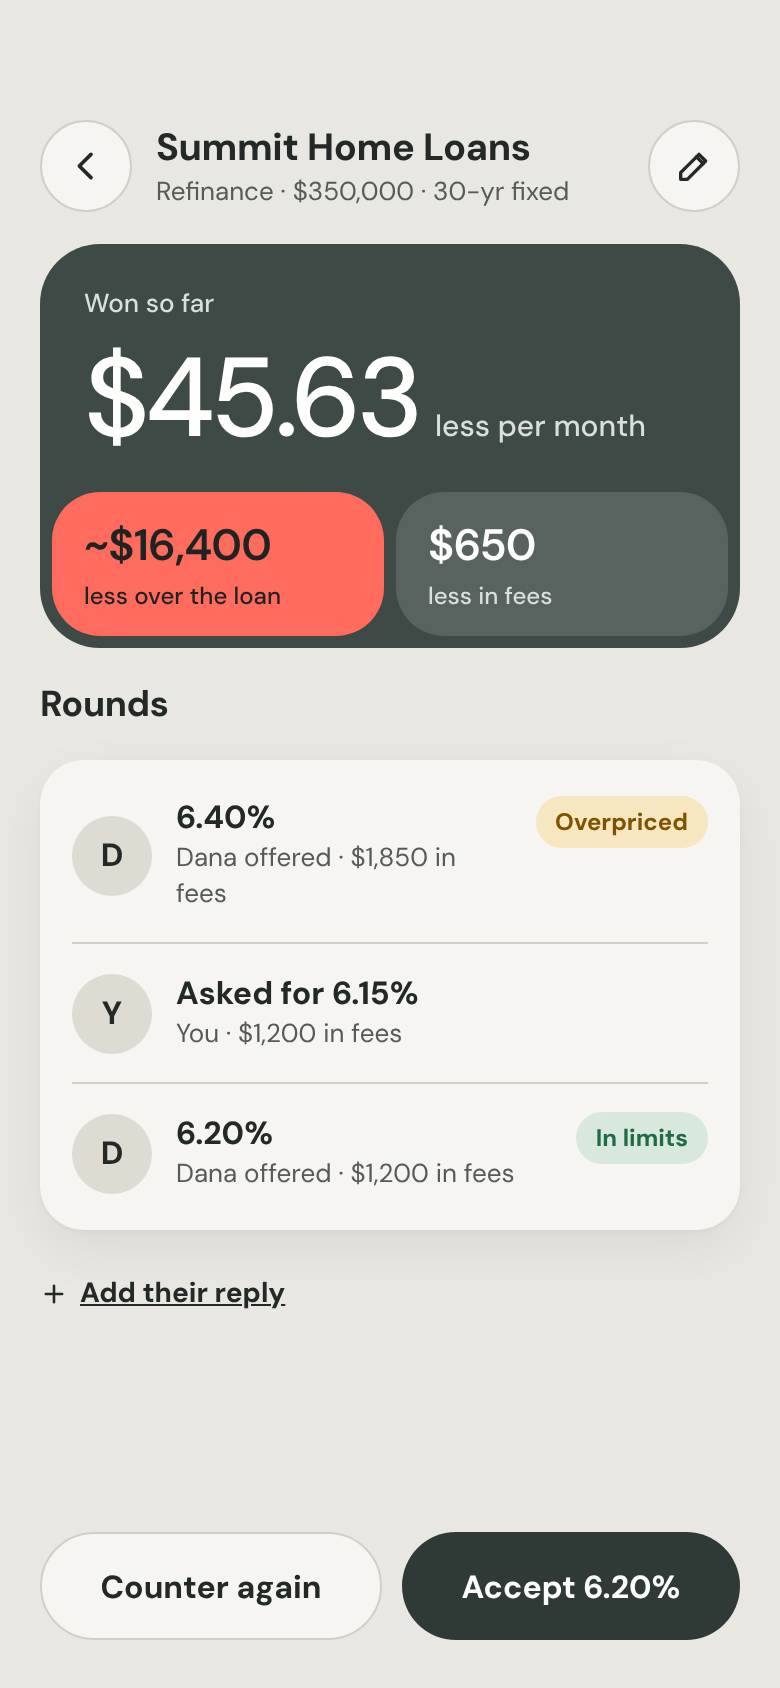 Summit Home Loans
Refinance · $350,000 · 30-yr fixed
Won so far
$45.63 less per month
~$16,400
less over the loan
$650
less in fees
Rounds
D
6.40%
Dana offered · $1,850 in
fees
Overpriced
Y
Asked for 6.15%
You · $1,200 in fees
D
6.20%
Dana offered · $1,200 in fees
In limits
+ Add their reply
Counter again
Accept 6.20%